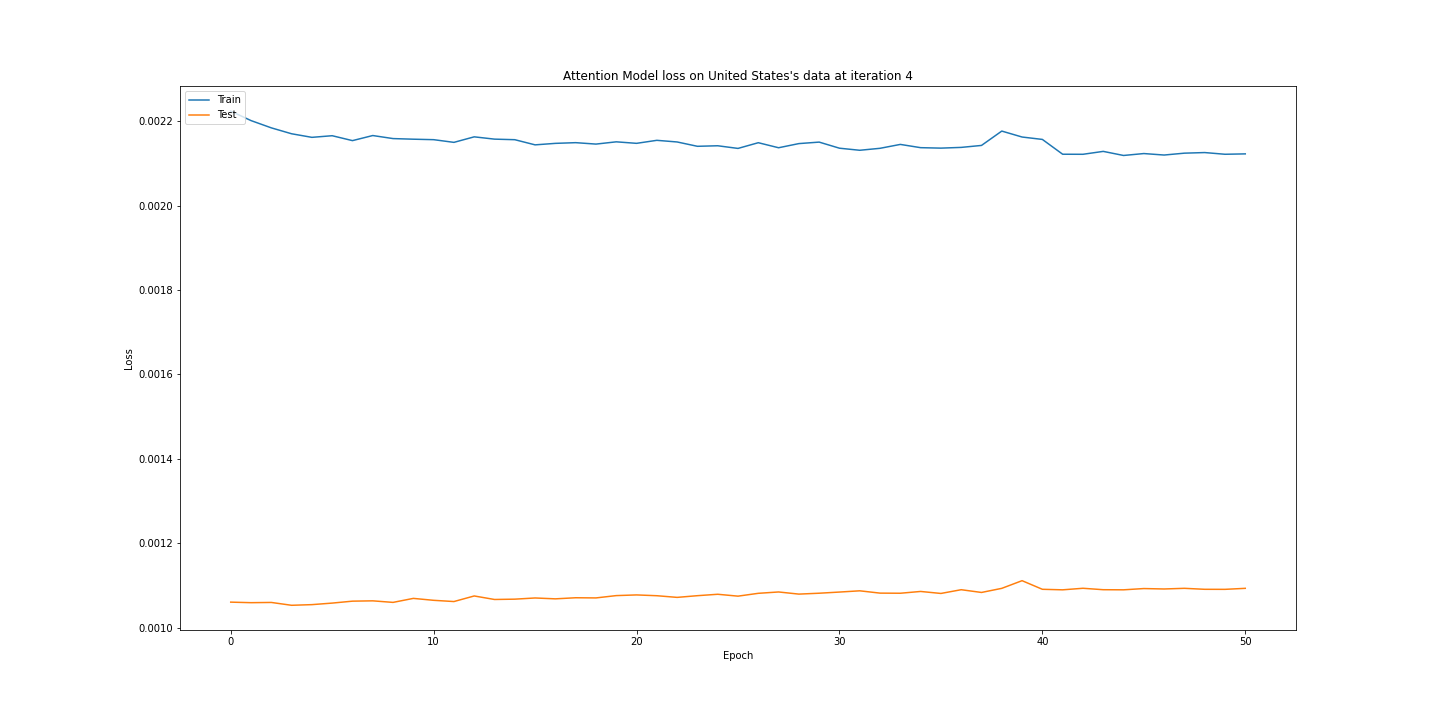 Attention Model loss on United States's data at iteration 4
Train
Test
0.0022
0.0020
0.0018
0.0016
0.0014
0.0012
0.0010
Loss
0 10 20 30 40 50
Epoch